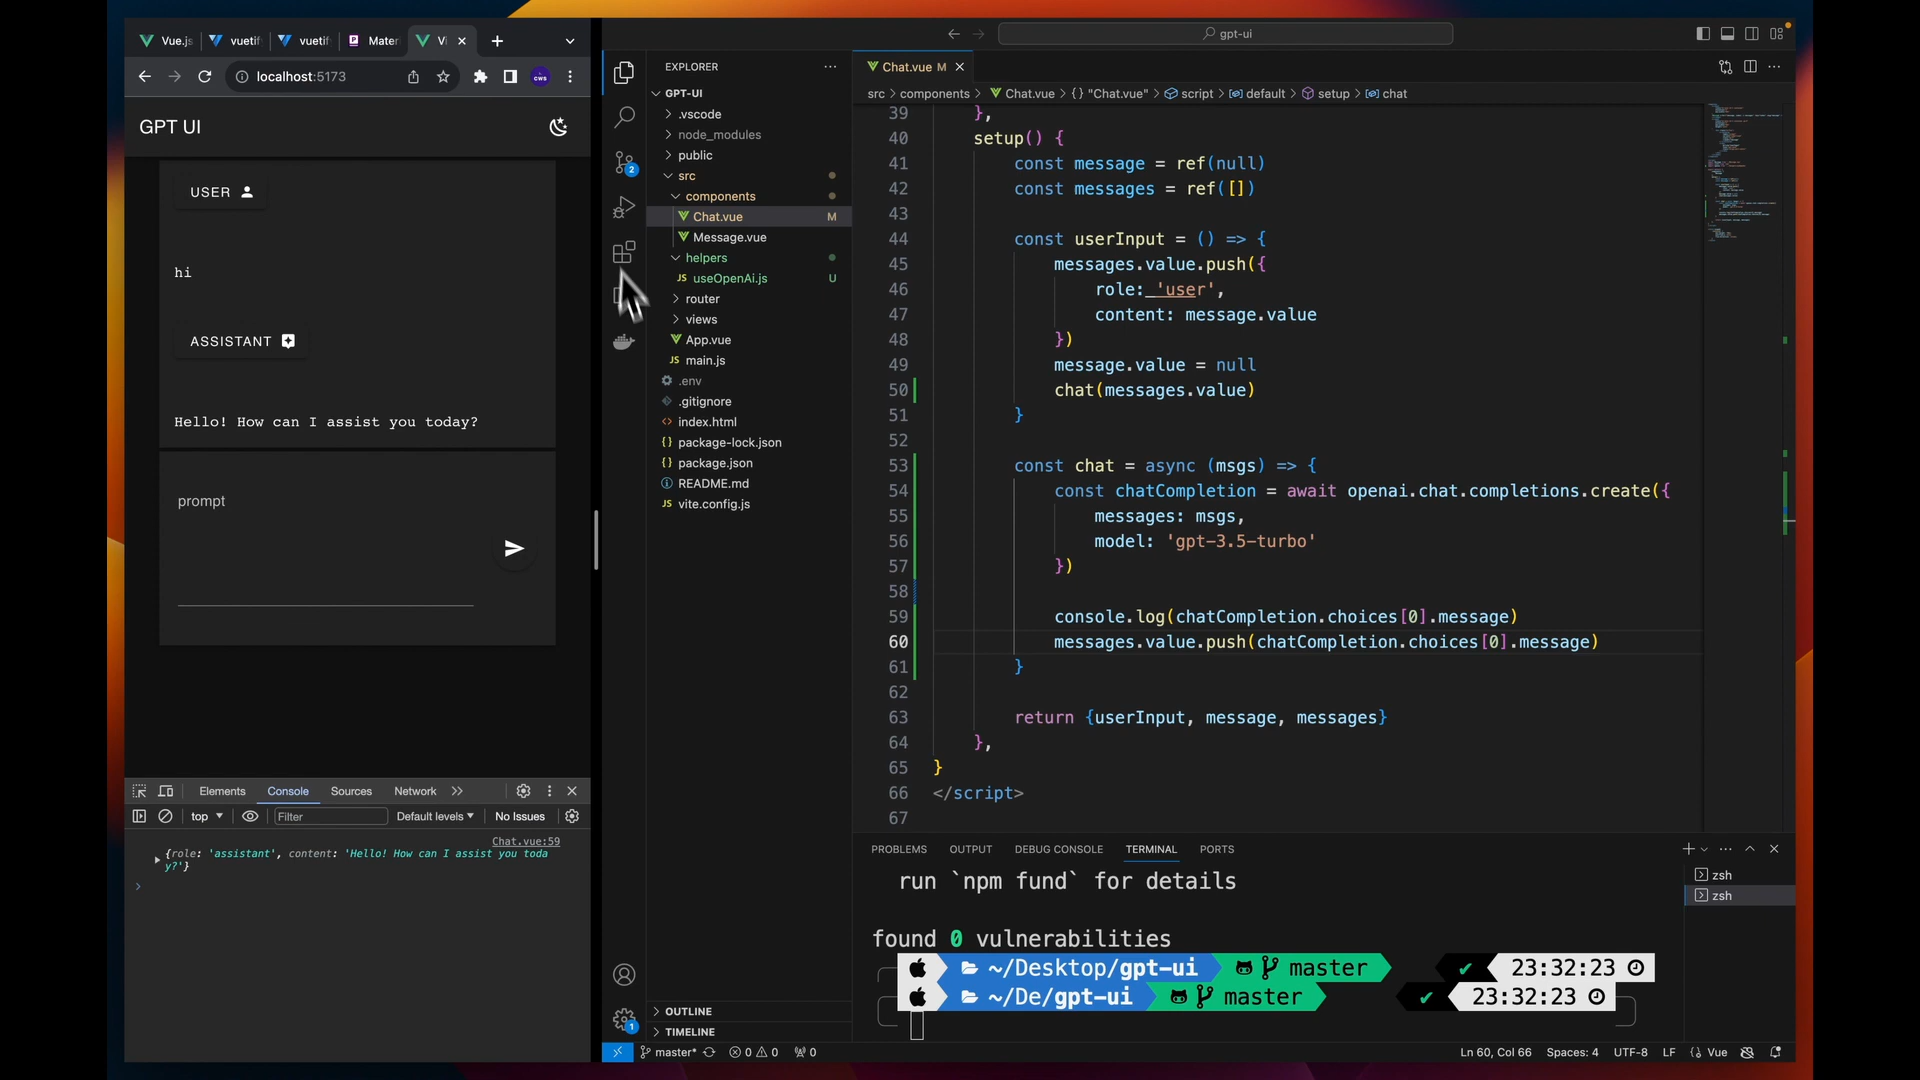 Vue.js
vuetif
vuetif
Mater
Vi
localhost:5173
GPT UI
USER
hi
ASSISTANT
Hello! How can I assist you today?
prompt
Elements
Console
Sources
Network
top
Filter
Default levels
No Issues
Chat.vue:59
{role: 'assistant', content: 'Hello! How can I assist you toda
y?'}
gpt-ui
EXPLORER
GPT-UI
.vscode
node_modules
public
src
components
Chat.vue M
Message.vue
helpers
JS useOpenAi.js U
router
views
App.vue
JS main.js
.env
.gitignore
index.html
package-lock.json
package.json
README.md
JS vite.config.js
OUTLINE
TIMELINE
Chat.vue M
src > components > Chat.vue > {} "Chat.vue" > script > default > setup > chat
39 },
40 setup() {
41 const message = ref(null)
42 const messages = ref([])
43
44 const userInput = () => {
45 messages.value.push({
46 role: 'user',
47 content: message.value
48 })
49 message.value = null
50 chat(messages.value)
51 }
52
53 const chat = async (msgs) => {
54 const chatCompletion = await openai.chat.completions.create({
55 messages: msgs,
56 model: 'gpt-3.5-turbo'
57 })
58
59 console.log(chatCompletion.choices[0].message)
60 messages.value.push(chatCompletion.choices[0].message)
61 }
62
63 return {userInput, message, messages}
64 },
65 }
66 </script>
67
PROBLEMS OUTPUT DEBUG CONSOLE TERMINAL PORTS
run `npm fund` for details
found 0 vulnerabilities
~/Desktop/gpt-ui master ✔ 23:32:23
~/De/gpt-ui master ✔ 23:32:23
zsh
zsh
2
1
master* 0 0 0
Ln 60, Col 66 Spaces: 4 UTF-8 LF Vue